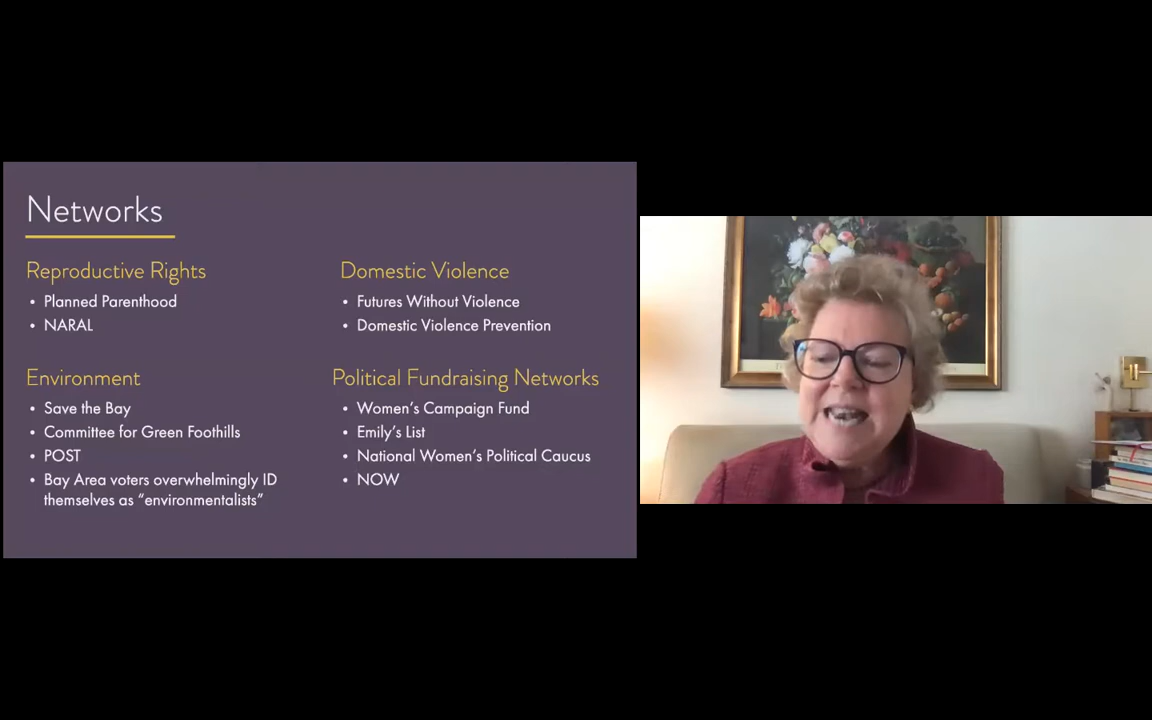 Networks
Reproductive Rights
• Planned Parenthood
• NARAL
Environment
• Save the Bay
• Committee for Green Foothills
• POST
• Bay Area voters overwhelmingly ID
themselves as “environmentalists”
Domestic Violence
• Futures Without Violence
• Domestic Violence Prevention
Political Fundraising Networks
• Women’s Campaign Fund
• Emily’s List
• National Women’s Political Caucus
• NOW